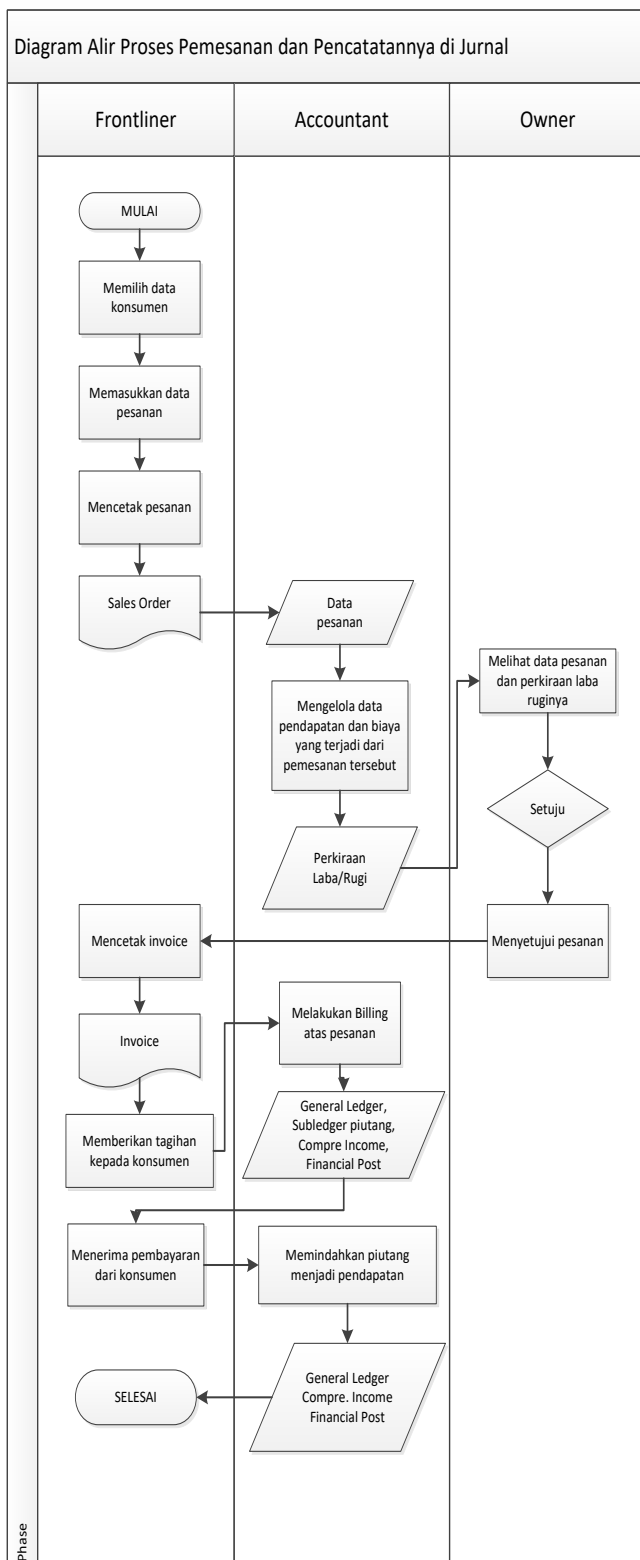 Diagram Alir Proses Pemesanan dan Pencatatannya di Jurnal
Frontliner
Accountant
Owner
MULAI
Memilih data
konsumen
Memasukkan data
pesanan
Mencetak pesanan
Sales Order
Data
pesanan
Mengelola data
pendapatan dan biaya
yang terjadi dari
pemesanan tersebut
Perkiraan
Laba/Rugi
Melihat data pesanan
dan perkiraan laba
ruginya
Setuju
Menyetujui pesanan
Mencetak invoice
Invoice
Memberikan tagihan
kepada konsumen
Melakukan Billing
atas pesanan
General Ledger,
Subledger piutang,
Compre Income,
Financial Post
Menerima pembayaran
dari konsumen
Memindahkan piutang
menjadi pendapatan
General Ledger
Compre. Income
Financial Post
SELESAI
Phase